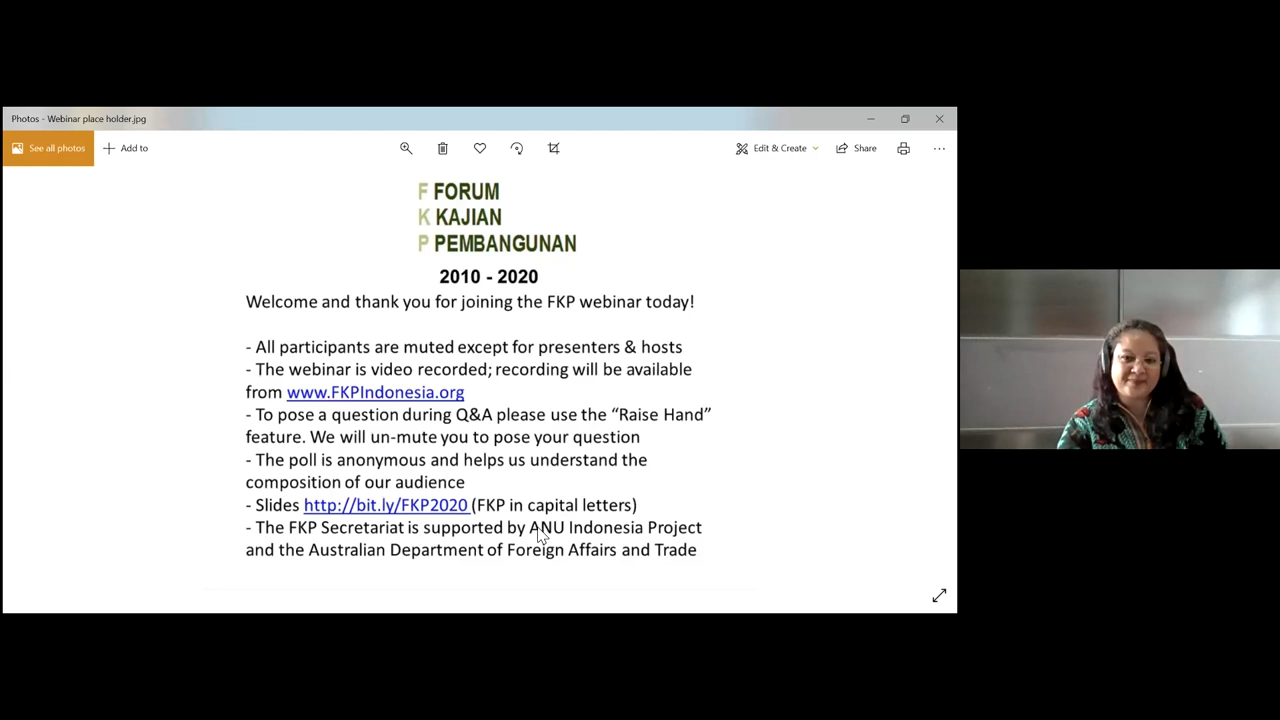 Photos - Webinar place holder.jpg
See all photos
Add to
Edit & Create
Share
F FORUM
K KAJIAN
P PEMBANGUNAN
2010 - 2020
Welcome and thank you for joining the FKP webinar today!
- All participants are muted except for presenters & hosts
- The webinar is video recorded; recording will be available
from www.FKPIndonesia.org
- To pose a question during Q&A please use the “Raise Hand”
feature. We will un-mute you to pose your question
- The poll is anonymous and helps us understand the
composition of our audience
- Slides http://bit.ly/FKP2020 (FKP in capital letters)
- The FKP Secretariat is supported by ANU Indonesia Project
and the Australian Department of Foreign Affairs and Trade